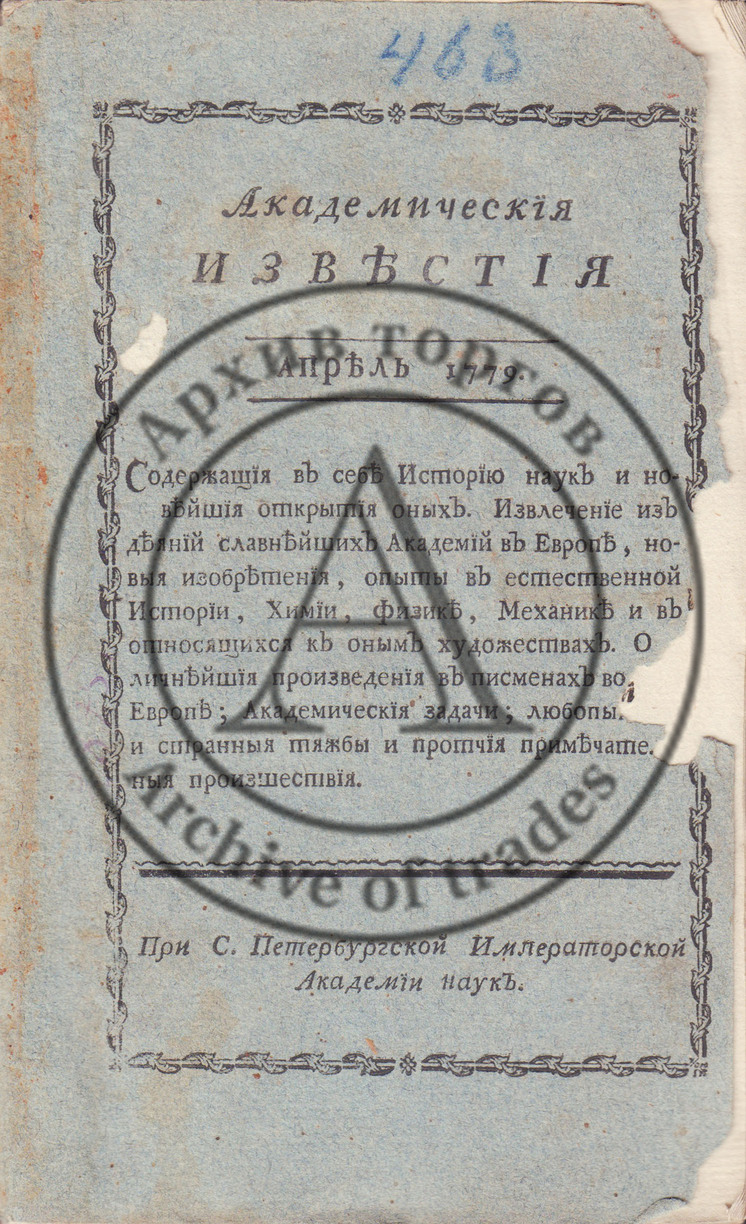 463
Академическія
ИЗВѢСТІЯ
Архив торгов
АПРѢЛЬ 1779.
Содержащія въ себѣ Исторію наукъ и но-
вѣйшія открытія оныхъ. Извлеченіе изъ
дѣяній славнѣйшихъ Академій въ Европѣ, но-
выя изобрѣтенія, опыты въ естественной
Исторіи, Химіи, физикѣ, Механикѣ и въ
относящихся къ онымъ художествахъ. О
личнѣйшія произведенія въ писменахъ во
Европѣ; Академическія задачи; любопы
и странныя тяжбы и протчія примѣчате
ныя произшествія.
A
Archive of trades
При С. Петербургской Императорской
Академіи наукъ.